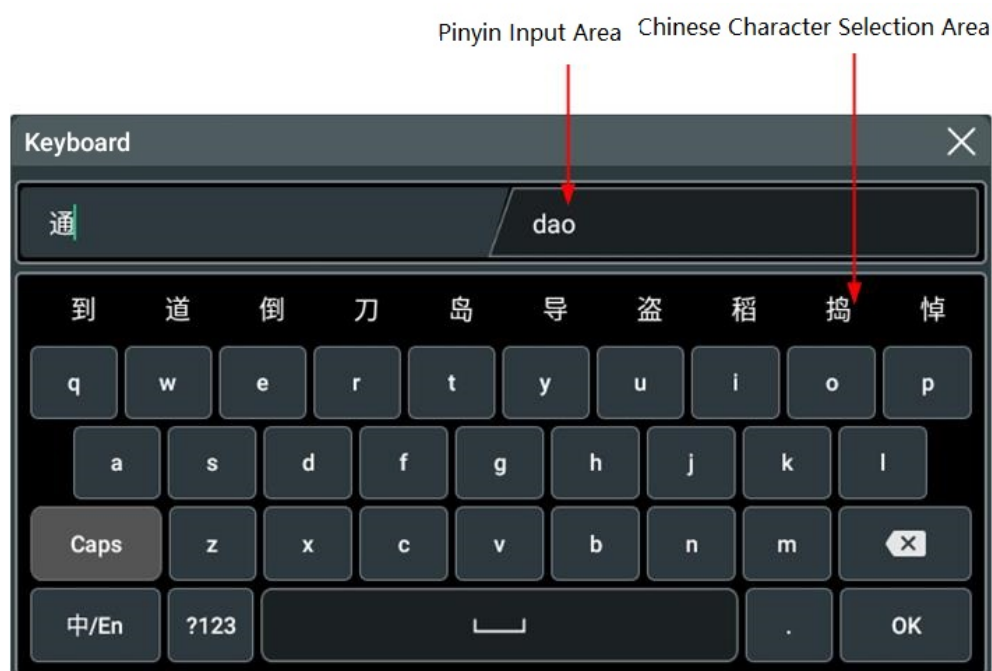 Pinyin Input Area Chinese Character Selection Area
Keyboard
通 dao
到 道 倒 刀 岛 导 盗 稻 捣 悼
q w e r t y u i o p
a s d f g h j k l
Caps z x c v b n m
中/En ?123 . OK